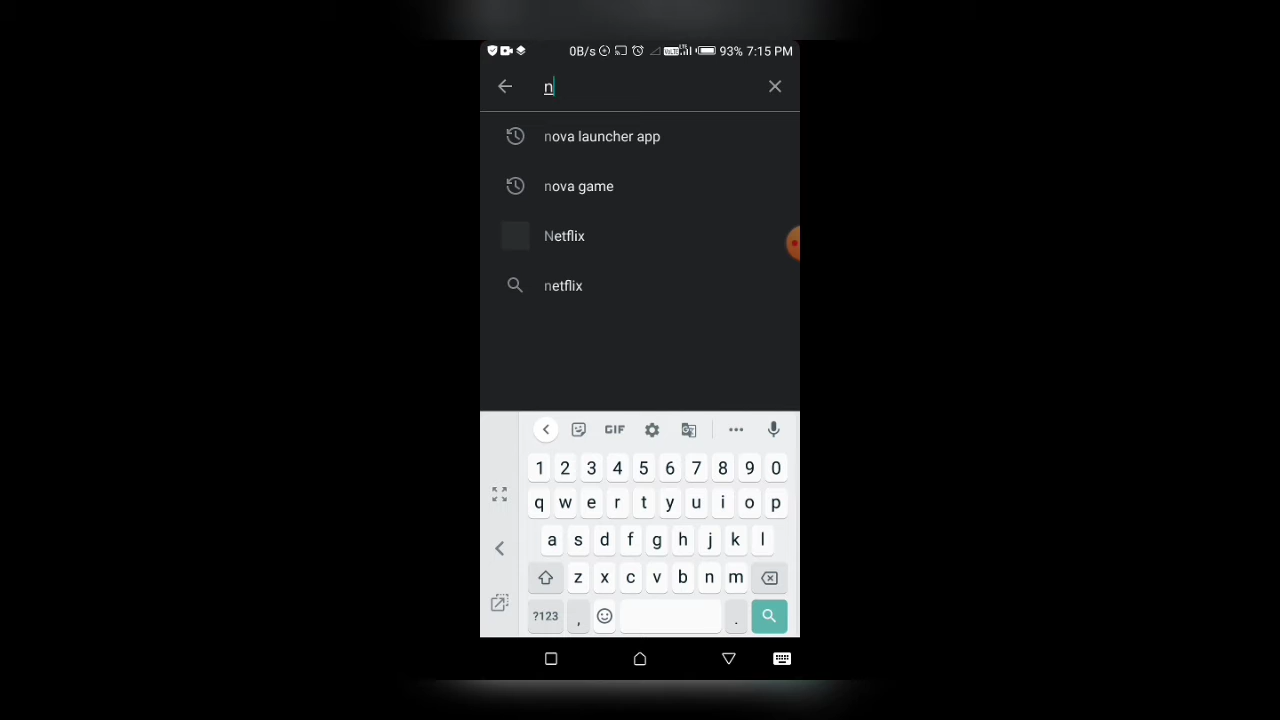 0B/s 93% 7:15 PM
n
nova launcher app
nova game
Netflix
netflix
GIF
1 2 3 4 5 6 7 8 9 0
q w e r t y u i o p
a s d f g h j k l
z x c v b n m
?123 , .